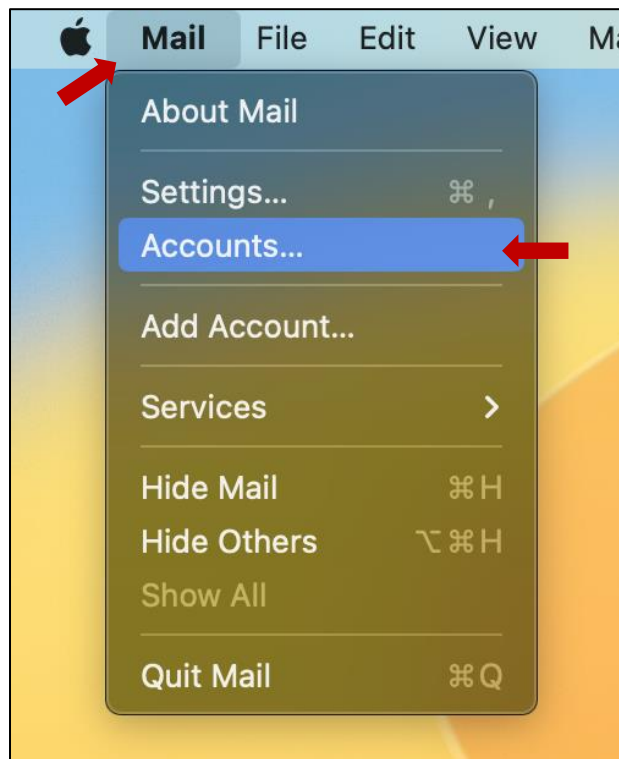 Mail File Edit View
About Mail
Settings... ⌘ ,
Accounts...
Add Account...
Services
Hide Mail ⌘ H
Hide Others ⌥ ⌘ H
Show All
Quit Mail ⌘ Q